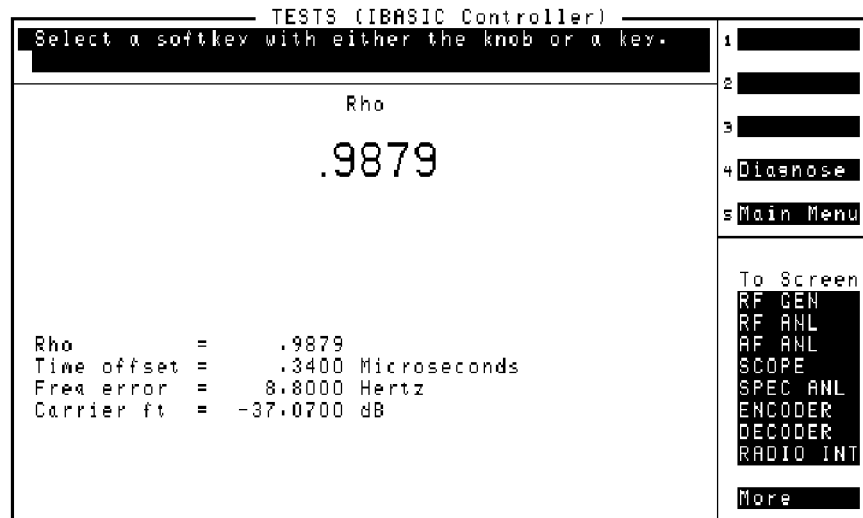 TESTS (IBASIC Controller)
Select a softkey with either the knob or a key.
Rho
.9879
Rho = .9879
Time offset = .3400 Microseconds
Freq error = 8.8000 Hertz
Carrier ft = -37.0700 dB
1
2
3
4 Diagnose
5 Main Menu
To Screen
RF GEN
RF ANL
AF ANL
SCOPE
SPEC ANL
ENCODER
DECODER
RADIO INT
More